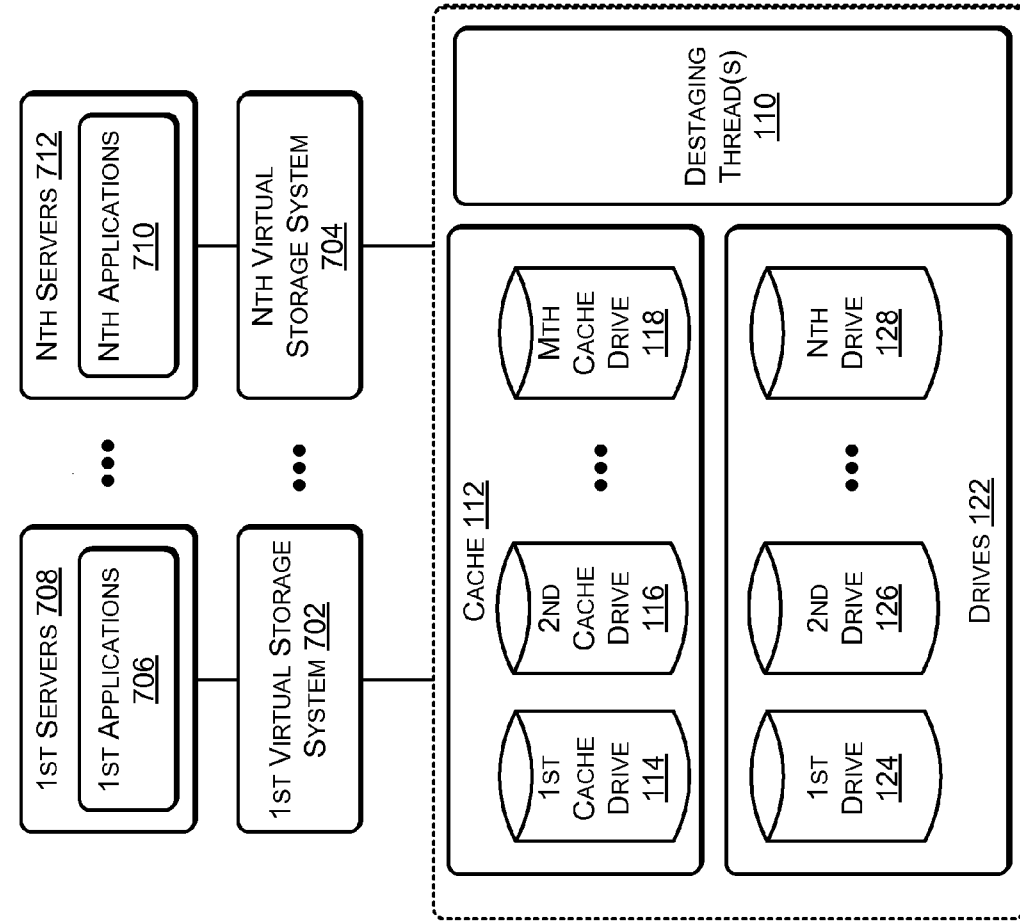 1ST SERVERS 708
1ST APPLICATIONS
706
•••
NTH SERVERS 712
NTH APPLICATIONS
710
1ST VIRTUAL STORAGE
SYSTEM 702
•••
NTH VIRTUAL
STORAGE SYSTEM
704
CACHE 112
1ST
CACHE
DRIVE
114
2ND
CACHE
DRIVE
116
•••
MTH
CACHE
DRIVE
118
1ST
DRIVE
124
2ND
DRIVE
126
•••
NTH
DRIVE
128
DRIVES 122
DESTAGING
THREAD(S)
110